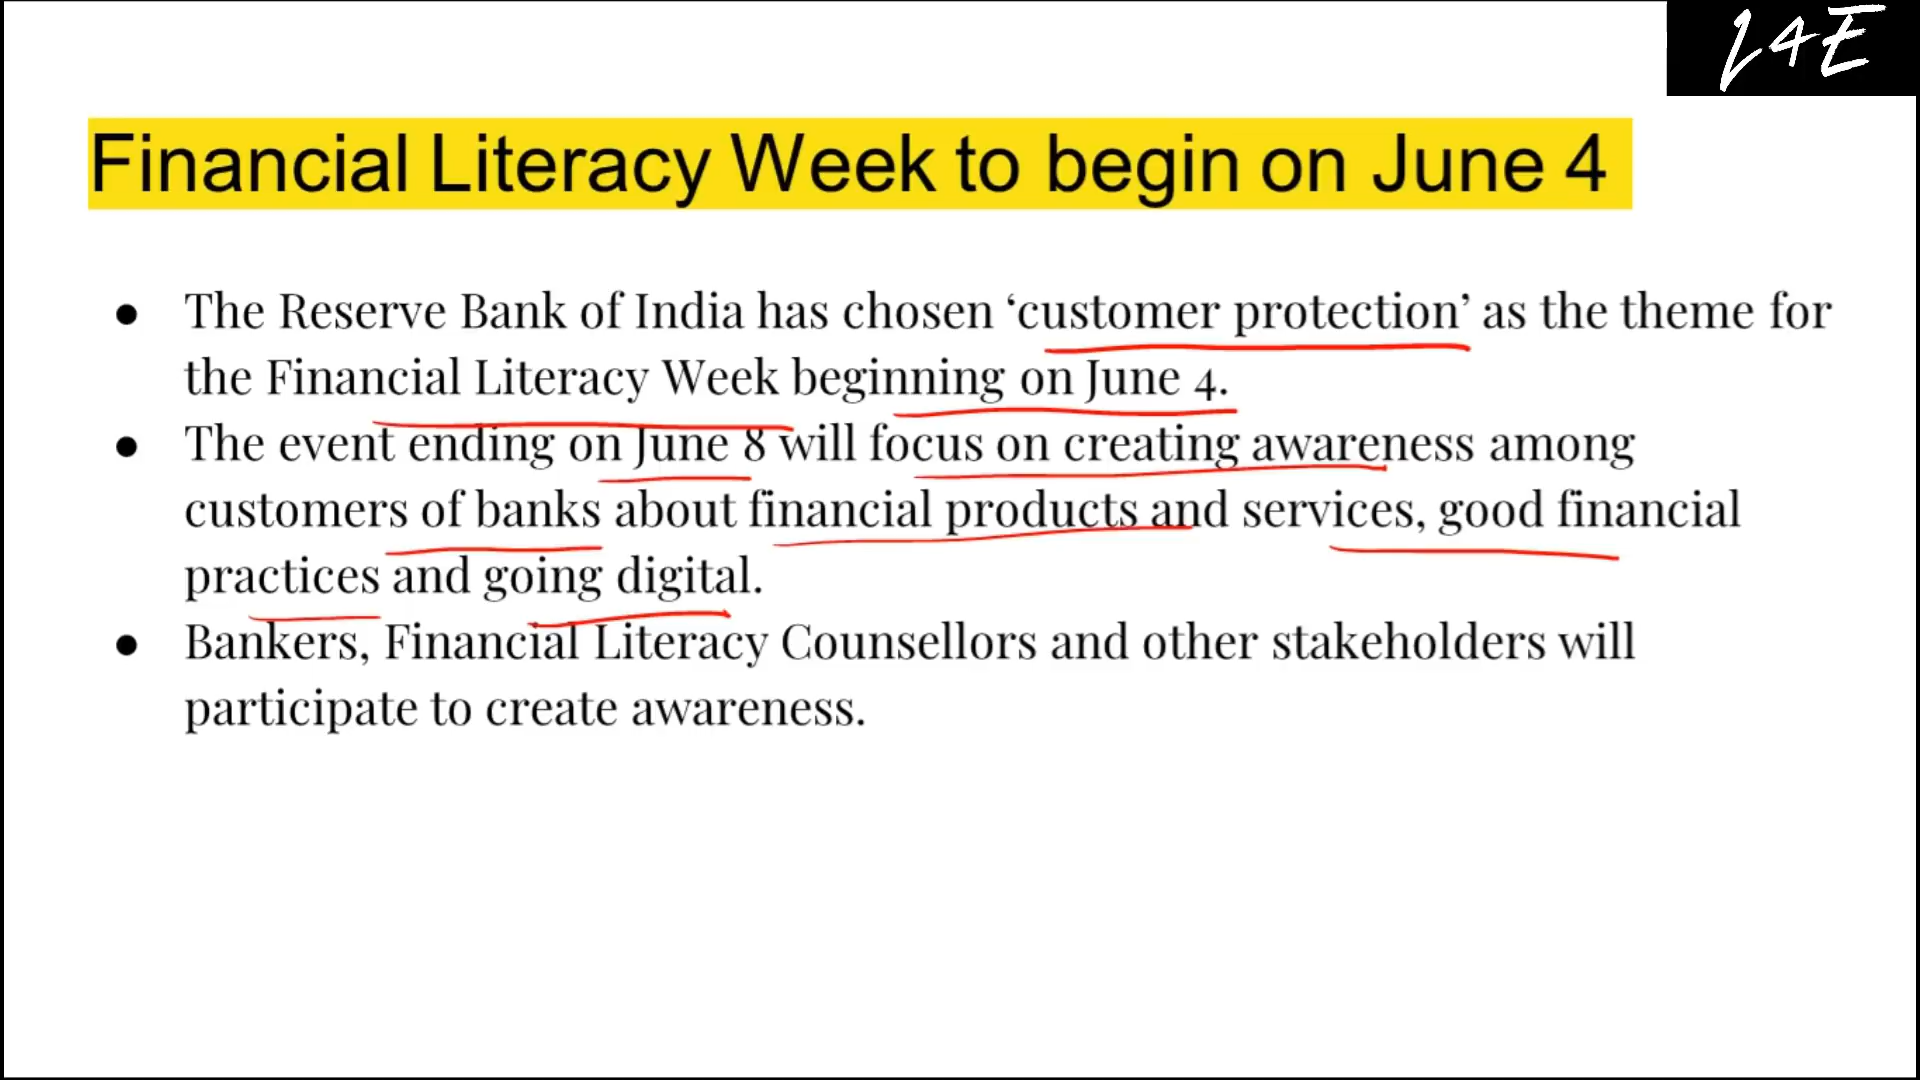 L4E
Financial Literacy Week to begin on June 4
● The Reserve Bank of India has chosen ‘customer protection’ as the theme for
the Financial Literacy Week beginning on June 4.
● The event ending on June 8 will focus on creating awareness among
customers of banks about financial products and services, good financial
practices and going digital.
● Bankers, Financial Literacy Counsellors and other stakeholders will
participate to create awareness.